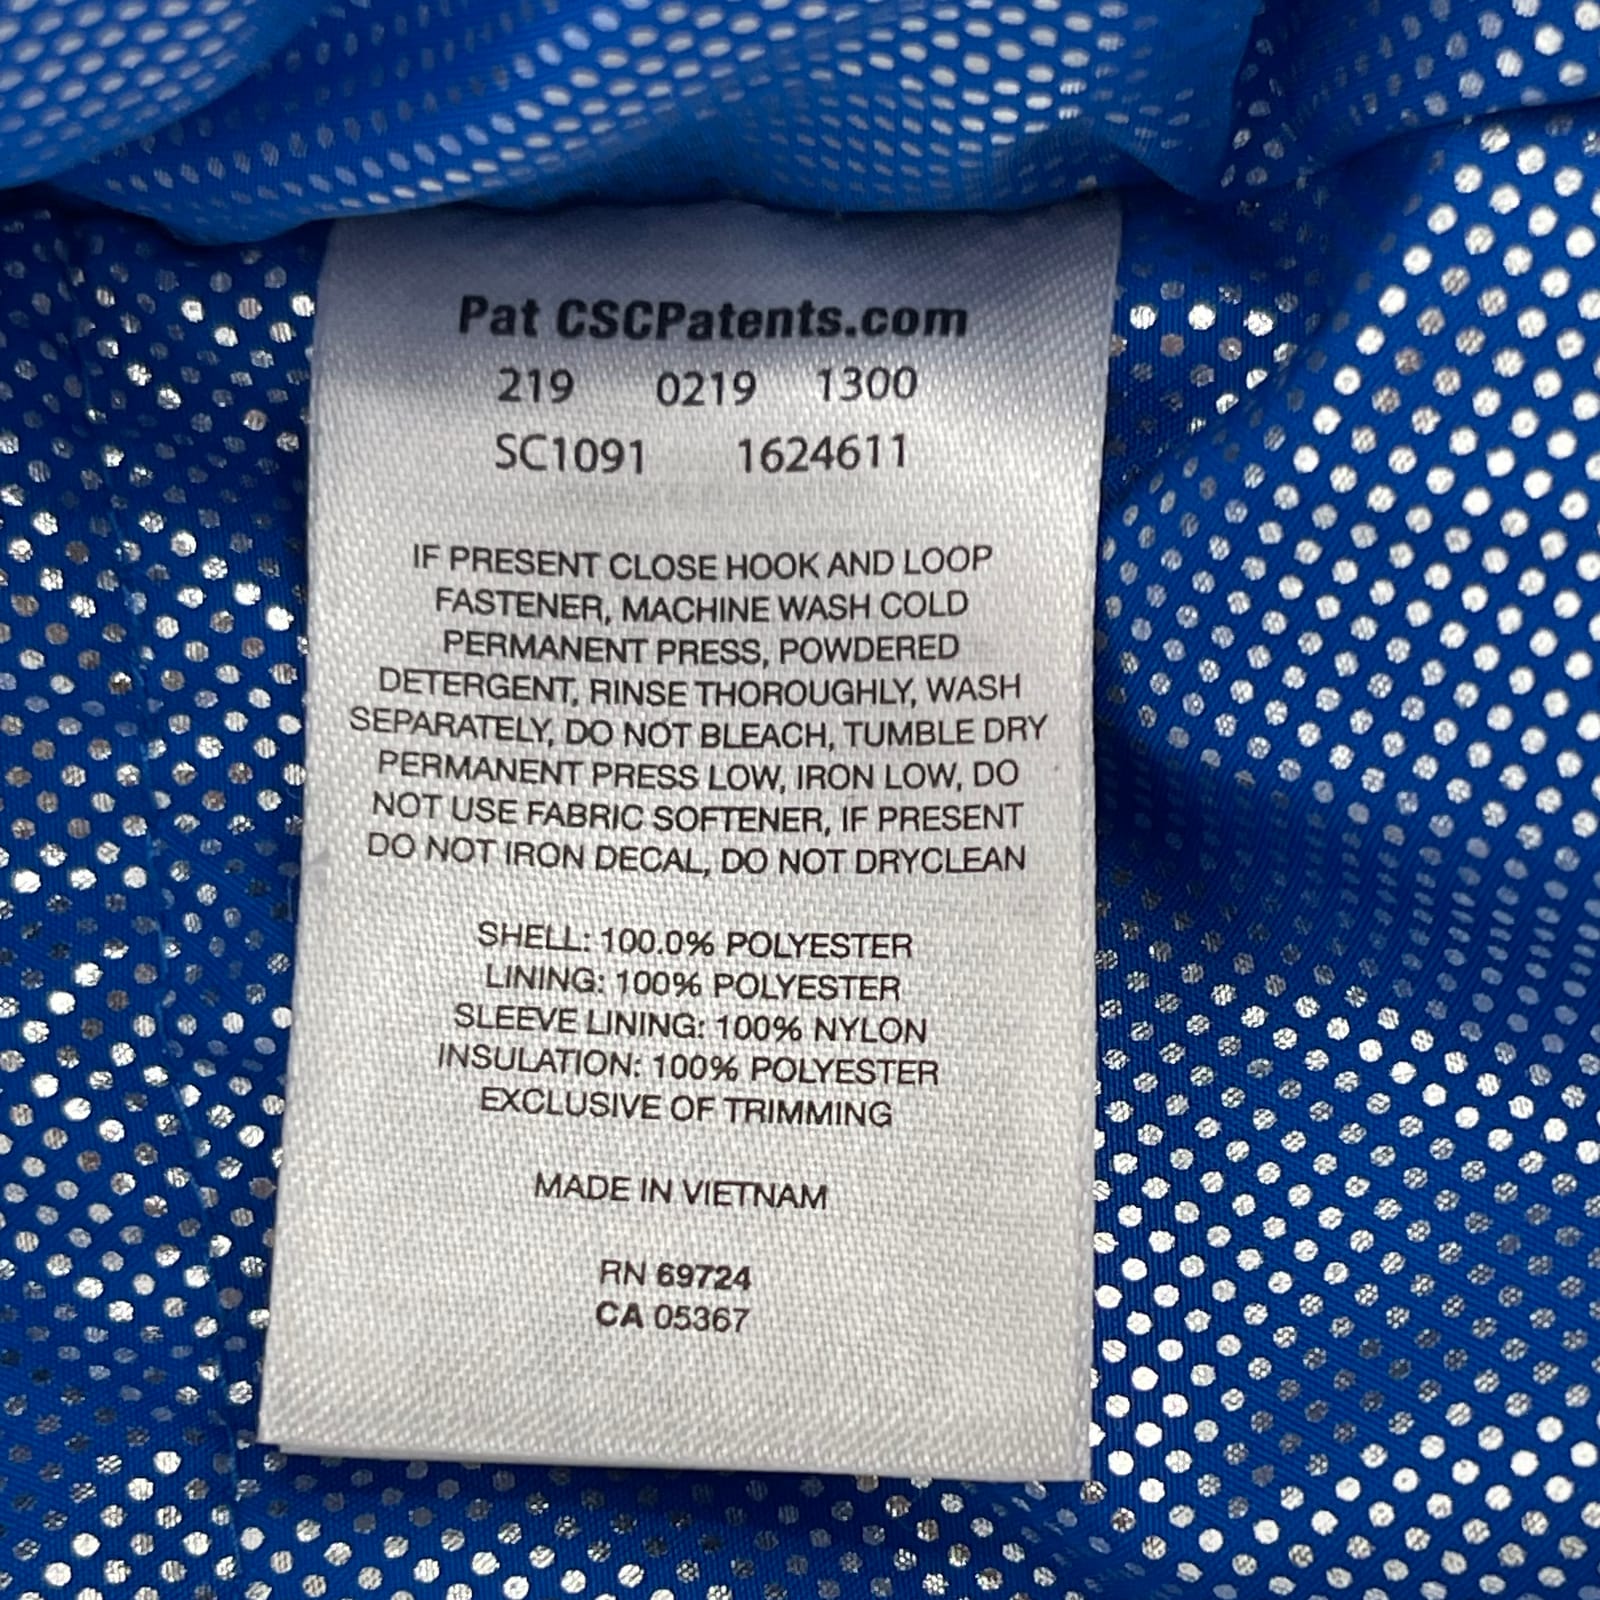 Pat CSCPatents.com
219 0219 1300
SC1091 1624611
IF PRESENT CLOSE HOOK AND LOOP
FASTENER, MACHINE WASH COLD
PERMANENT PRESS, POWDERED
DETERGENT, RINSE THOROUGHLY, WASH
SEPARATELY, DO NOT BLEACH, TUMBLE DRY
PERMANENT PRESS LOW, IRON LOW, DO
NOT USE FABRIC SOFTENER, IF PRESENT
DO NOT IRON DECAL, DO NOT DRYCLEAN
SHELL: 100.0% POLYESTER
LINING: 100% POLYESTER
SLEEVE LINING: 100% NYLON
INSULATION: 100% POLYESTER
EXCLUSIVE OF TRIMMING
MADE IN VIETNAM
RN 69724
CA 05367